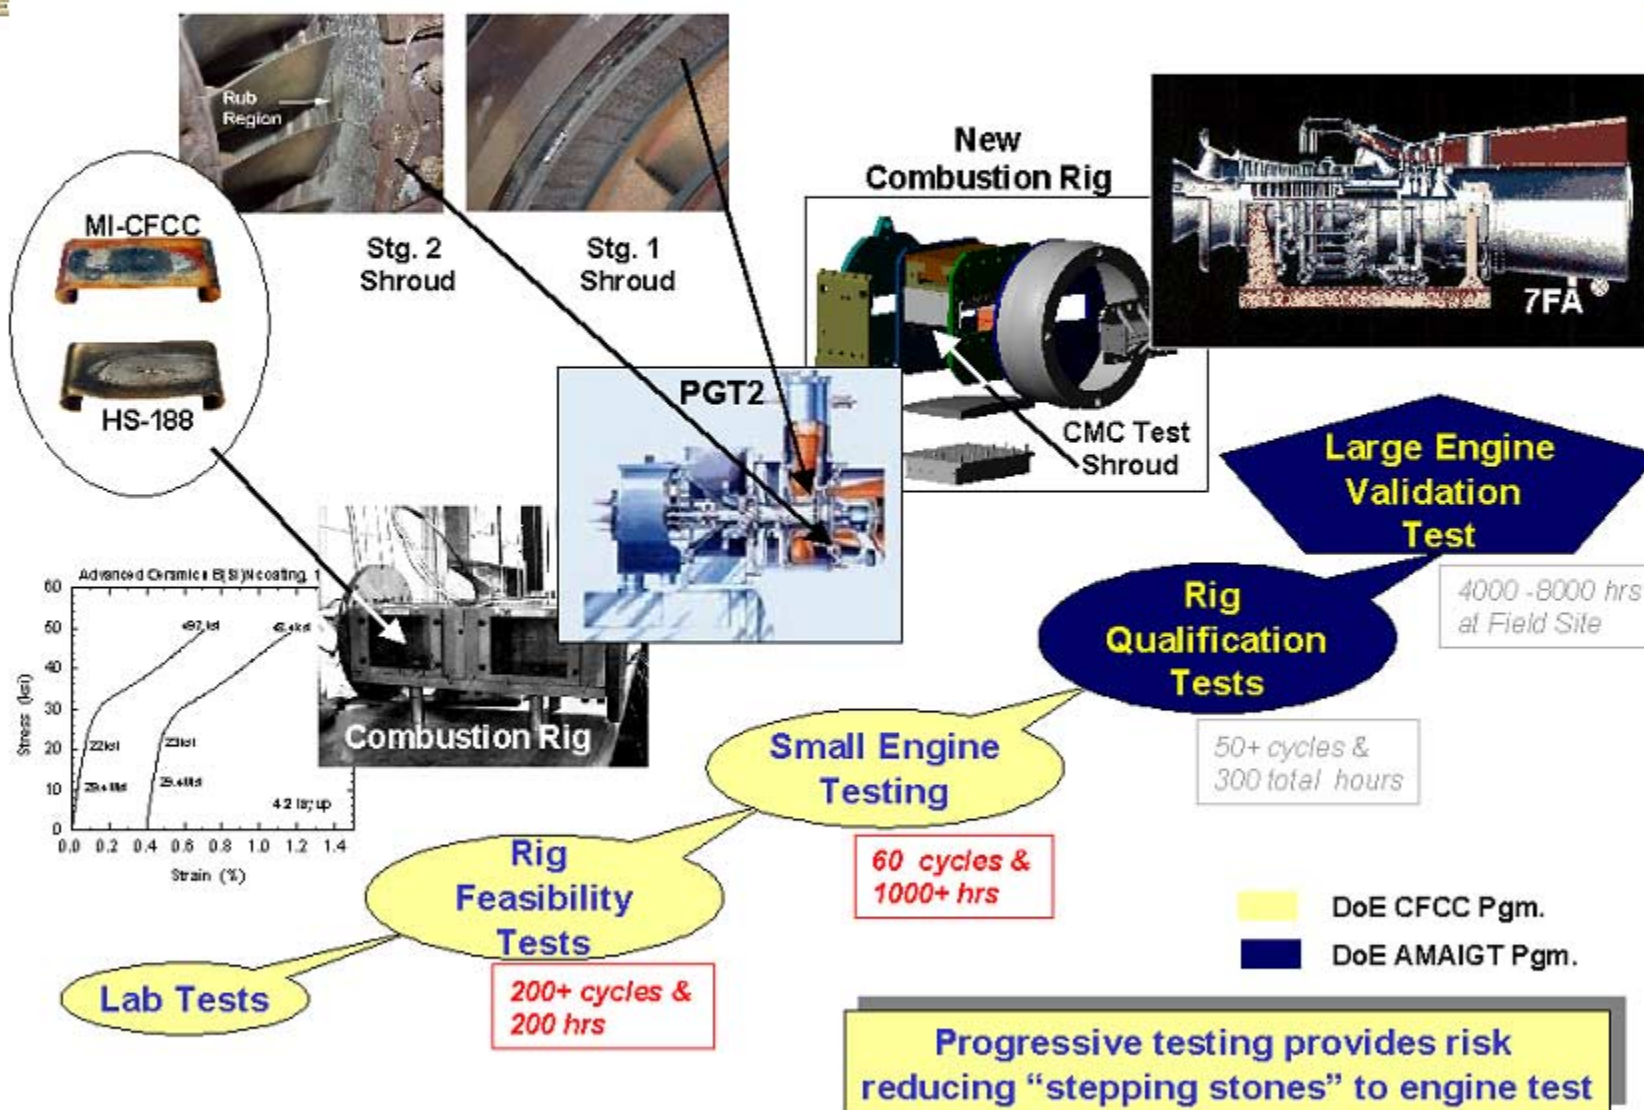 Rub
Region
New
Combustion Rig
MI-CFCC
HS-188
Stg. 2
Shroud
Stg. 1
Shroud
7FA
PGT2
CMC Test
Shroud
Large Engine
Validation
Test
4000 -8000 hrs
at Field Site
Rig
Qualification
Tests
50+ cycles &
300 total hours
Combustion Rig
Stress (ksi)
60
50
40
30
20
10
0
22 ksi
23 ksi
0.0 0.2 0.4 0.6 0.8 1.0 1.2 1.4
Strain (%)
Small Engine
Testing
60 cycles &
1000+ hrs
Rig
Feasibility
Tests
200+ cycles &
200 hrs
Lab Tests
DoE CFCC Pgm.
DoE AMAIGT Pgm.
Progressive testing provides risk
reducing “stepping stones” to engine test